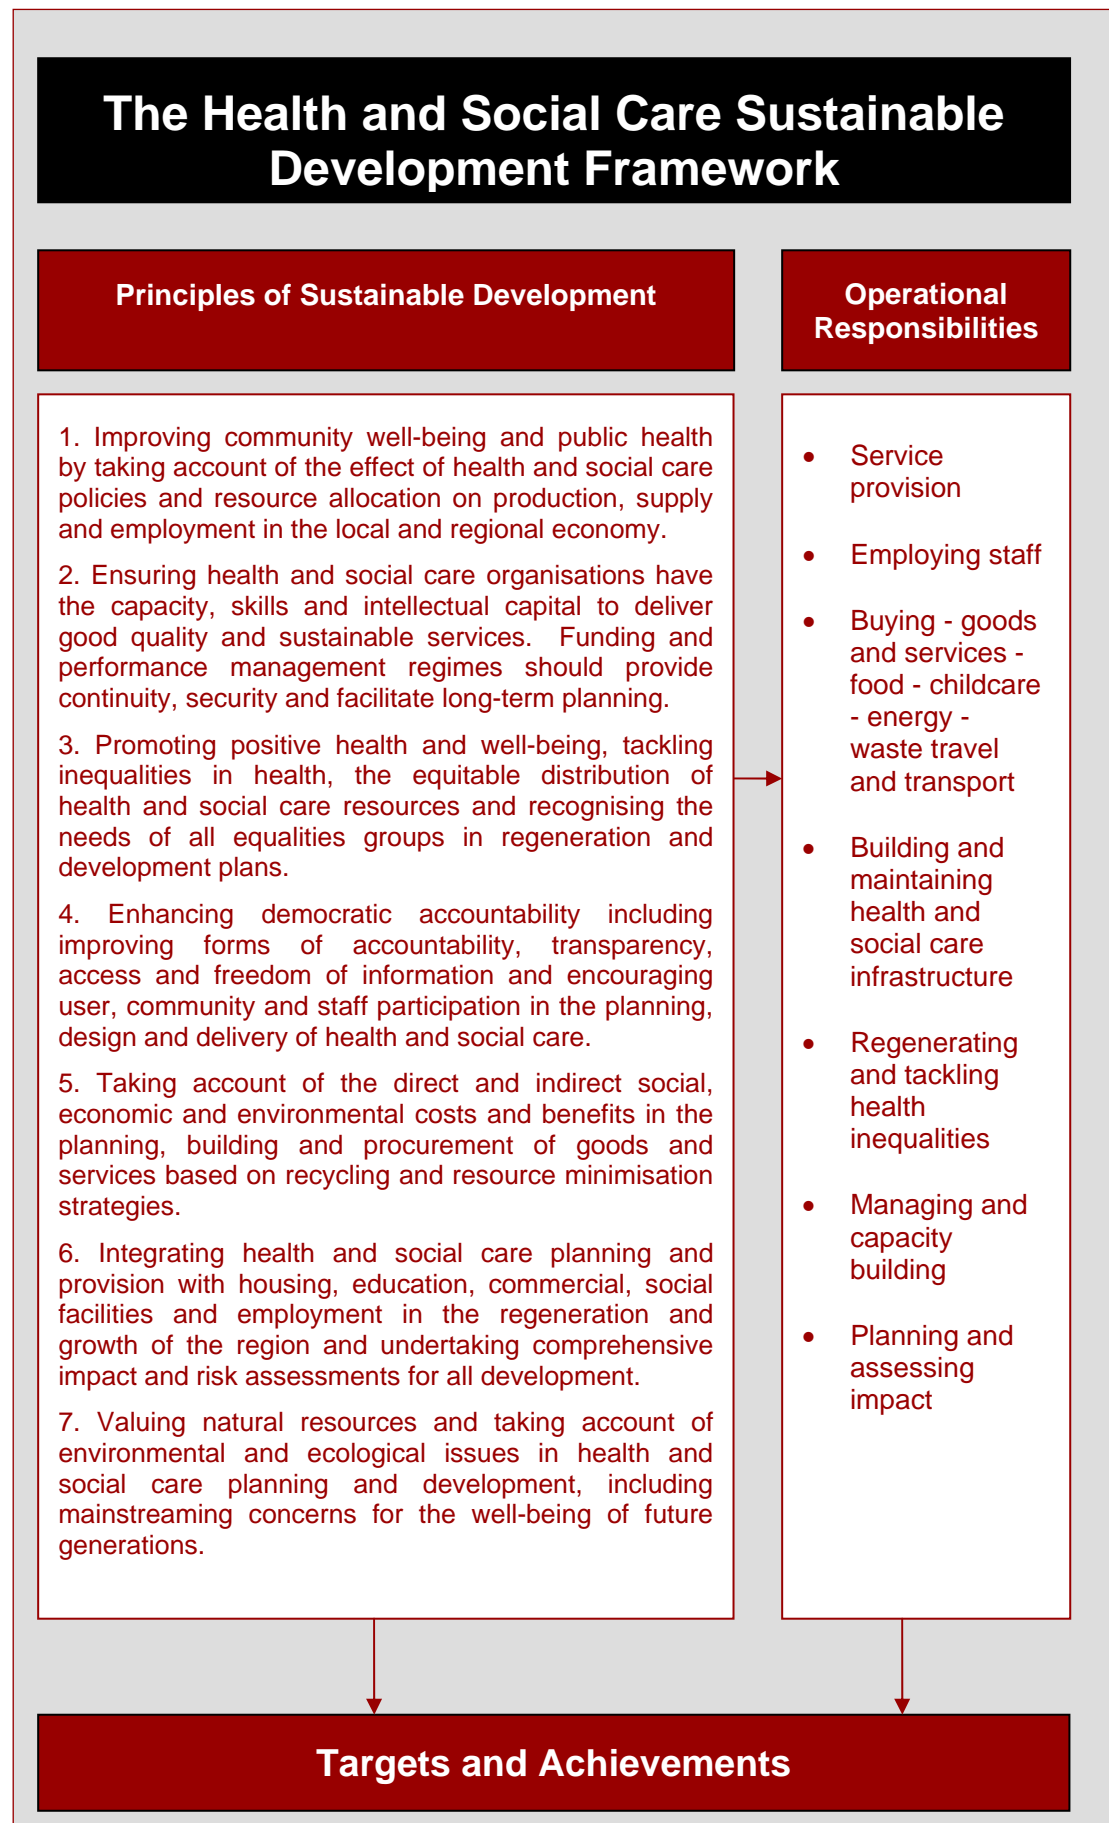 The Health and Social Care Sustainable
Development Framework
Principles of Sustainable Development
1. Improving community well-being and public health
by taking account of the effect of health and social care
policies and resource allocation on production, supply
and employment in the local and regional economy.
2. Ensuring health and social care organisations have
the capacity, skills and intellectual capital to deliver
good quality and sustainable services. Funding and
performance management regimes should provide
continuity, security and facilitate long-term planning.
3. Promoting positive health and well-being, tackling
inequalities in health, the equitable distribution of
health and social care resources and recognising the
needs of all equalities groups in regeneration and
development plans.
4. Enhancing democratic accountability including
improving forms of accountability, transparency,
access and freedom of information and encouraging
user, community and staff participation in the planning,
design and delivery of health and social care.
5. Taking account of the direct and indirect social,
economic and environmental costs and benefits in the
planning, building and procurement of goods and
services based on recycling and resource minimisation
strategies.
6. Integrating health and social care planning and
provision with housing, education, commercial, social
facilities and employment in the regeneration and
growth of the region and undertaking comprehensive
impact and risk assessments for all development.
7. Valuing natural resources and taking account of
environmental and ecological issues in health and
social care planning and development, including
mainstreaming concerns for the well-being of future
generations.
Operational
Responsibilities
• Service
provision
• Employing staff
• Buying - goods
and services -
food - childcare
- energy -
waste travel
and transport
• Building and
maintaining
health and
social care
infrastructure
• Regenerating
and tackling
health
inequalities
• Managing and
capacity
building
• Planning and
assessing
impact
Targets and Achievements